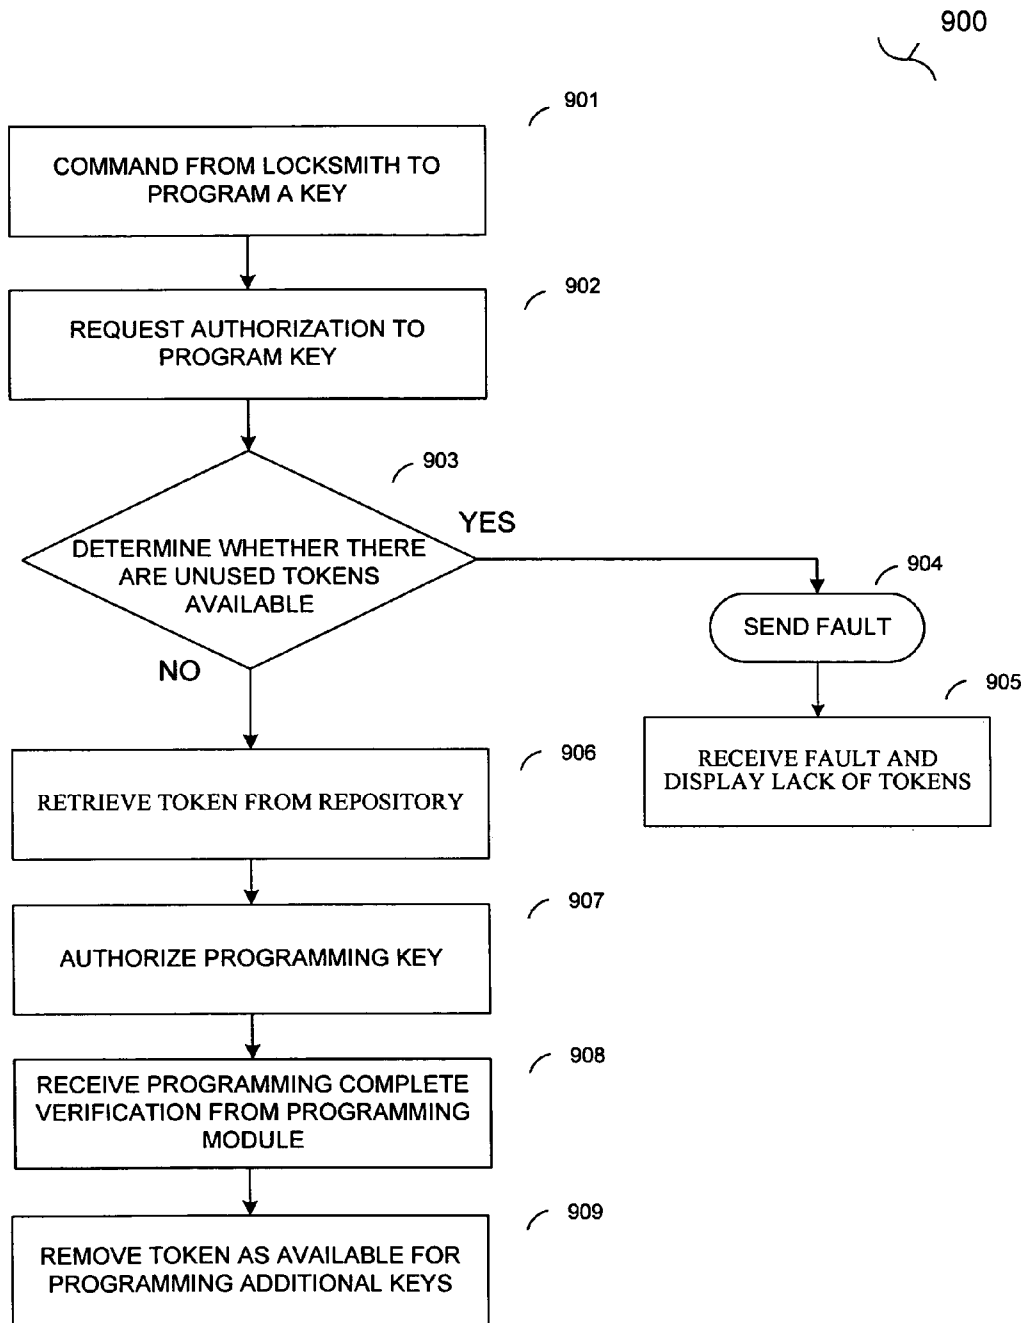 900
901
COMMAND FROM LOCKSMITH TO
PROGRAM A KEY
902
REQUEST AUTHORIZATION TO
PROGRAM KEY
903
DETERMINE WHETHER THERE
ARE UNUSED TOKENS
AVAILABLE
YES
NO
904
SEND FAULT
905
RECEIVE FAULT AND
DISPLAY LACK OF TOKENS
906
RETRIEVE TOKEN FROM REPOSITORY
907
AUTHORIZE PROGRAMMING KEY
908
RECEIVE PROGRAMMING COMPLETE
VERIFICATION FROM PROGRAMMING
MODULE
909
REMOVE TOKEN AS AVAILABLE FOR
PROGRAMMING ADDITIONAL KEYS